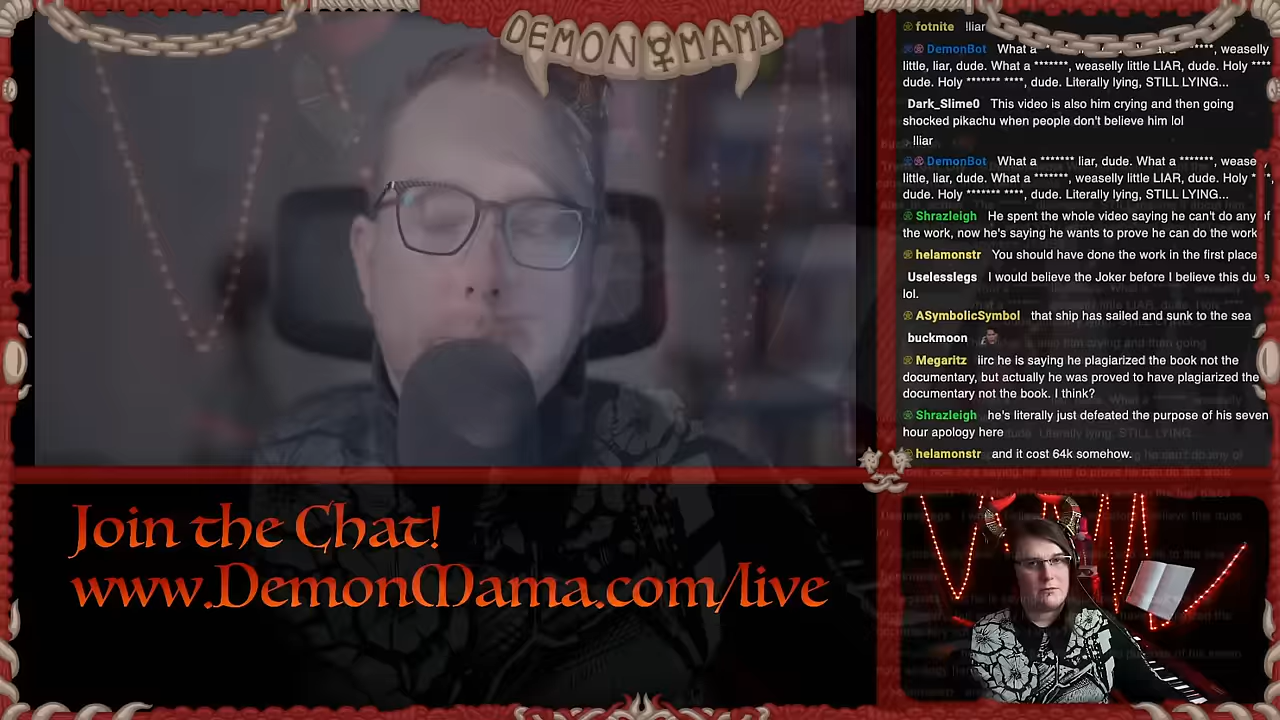 DEMON MAMA
fotnite !liar
DemonBot What a ****, weaselly
little, liar, dude. What a *******, weaselly little LIAR, dude. Holy ****
dude. Holy ******* ****, dude. Literally lying, STILL LYING...
Dark_Slime0 This video is also him crying and then going
shocked pikachu when people don't believe him lol
!liar
DemonBot What a ******* liar, dude. What a *******,
little, liar, dude. What a *******, weaselly little LIAR, dude. Holy
dude. Holy ******* ****, dude. Literally lying, STILL LYING...
Shrazleigh He spent the whole video saying he can't do any of
the work, now he's saying he wants to prove he can do the work
helamonstr You should have done the work in the first place
Uselesslegs I would believe the Joker before I believe this
lol.
ASymbolicSymbol that ship has sailed and sunk to the sea
buckmoon
Megaritz iirc he is saying he plagiarized the book not the
documentary, but actually he was proved to have plagiarized the
documentary not the book. I think?
Shrazleigh he's literally just defeated the purpose of his seven
hour apology here
helamonstr and it cost 64k somehow.
Join the Chat!
www.DemonMama.com/live